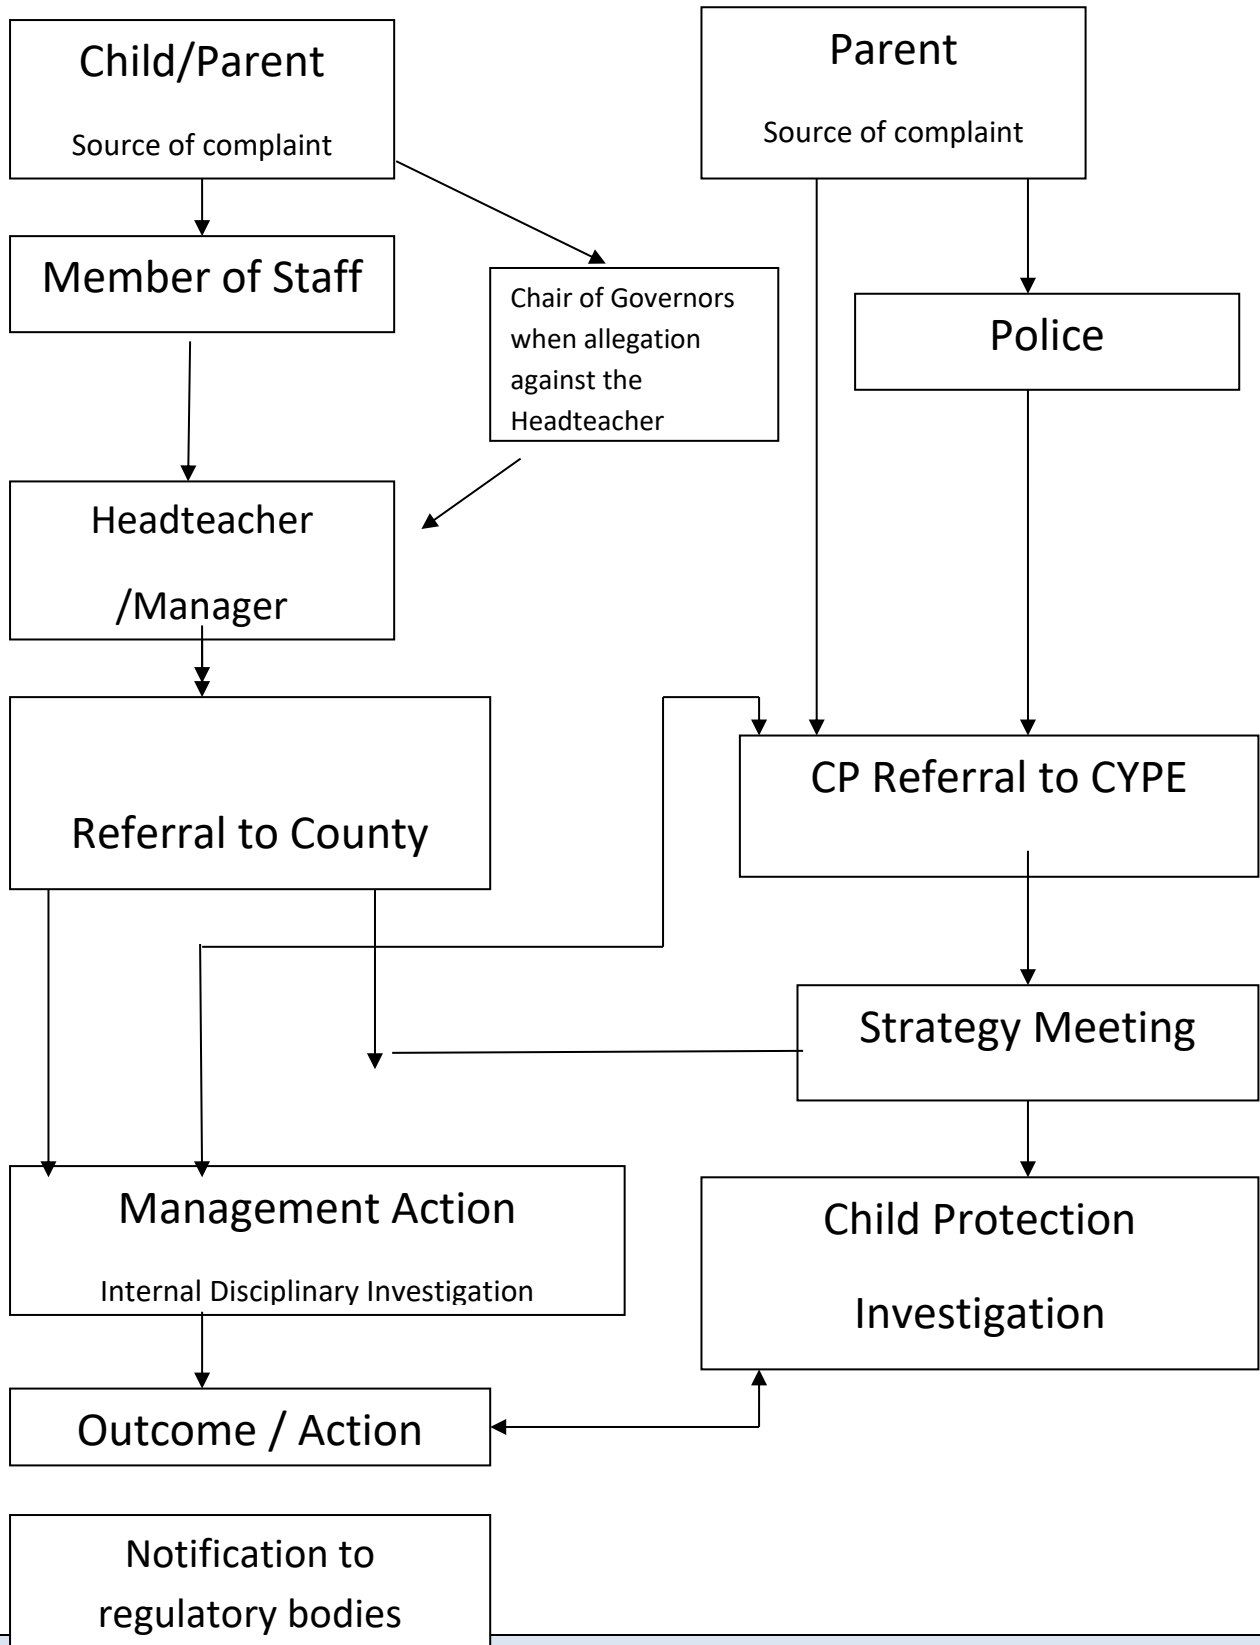 Child/Parent
Source of complaint
Parent
Source of complaint
Member of Staff
Chair of Governors
when allegation
against the
Headteacher
Police
Headteacher
/Manager
Referral to County
CP Referral to CYPE
Strategy Meeting
Management Action
Internal Disciplinary Investigation
Child Protection
Investigation
Outcome / Action
Notification to
regulatory bodies